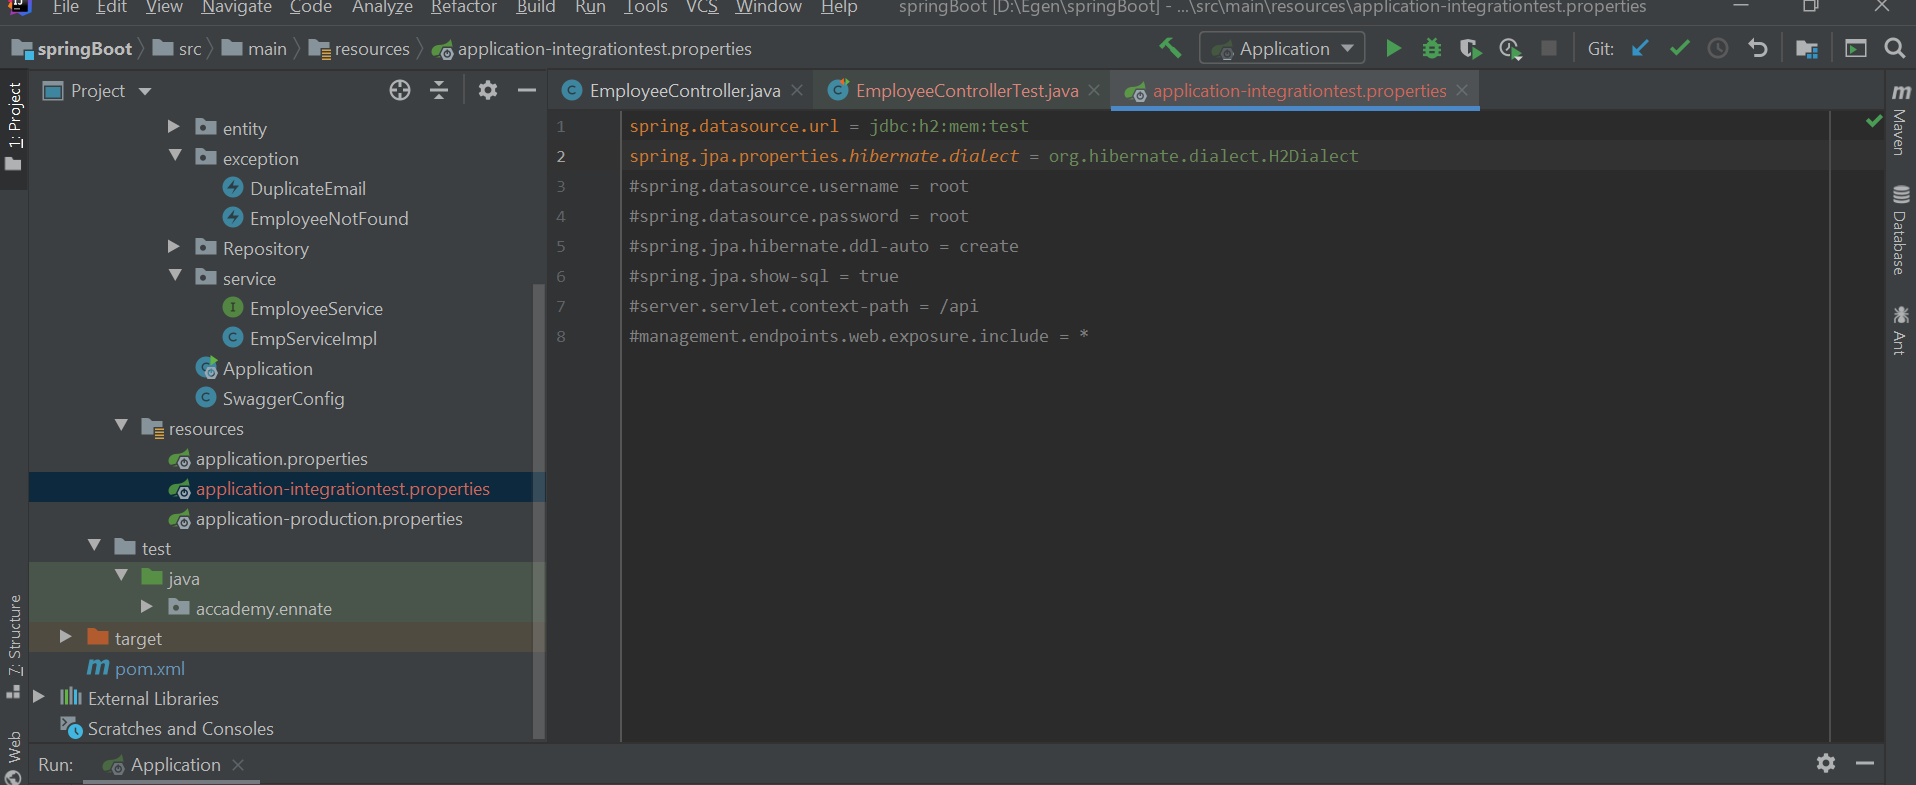 File Edit View Navigate Code Analyze Refactor Build Run Tools VCS Window Help springBoot [D:\Egen\springBoot] - ...\src\main\resources\application-integrationtest.properties
springBoot src main resources application-integrationtest.properties Application Git:
1: Project
Project
EmployeeController.java EmployeeControllerTest.java application-integrationtest.properties
entity
exception
DuplicateEmail
EmployeeNotFound
Repository
service
EmployeeService
EmpServiceImpl
Application
SwaggerConfig
resources
application.properties
application-integrationtest.properties
application-production.properties
test
java
accademy.ennate
target
pom.xml
External Libraries
Scratches and Consoles
1 spring.datasource.url = jdbc:h2:mem:test
2 spring.jpa.properties.hibernate.dialect = org.hibernate.dialect.H2Dialect
3 #spring.datasource.username = root
4 #spring.datasource.password = root
5 #spring.jpa.hibernate.ddl-auto = create
6 #spring.jpa.show-sql = true
7 #server.servlet.context-path = /api
8 #management.endpoints.web.exposure.include = *
Maven
Database
Ant
7: Structure
Web
Run: Application